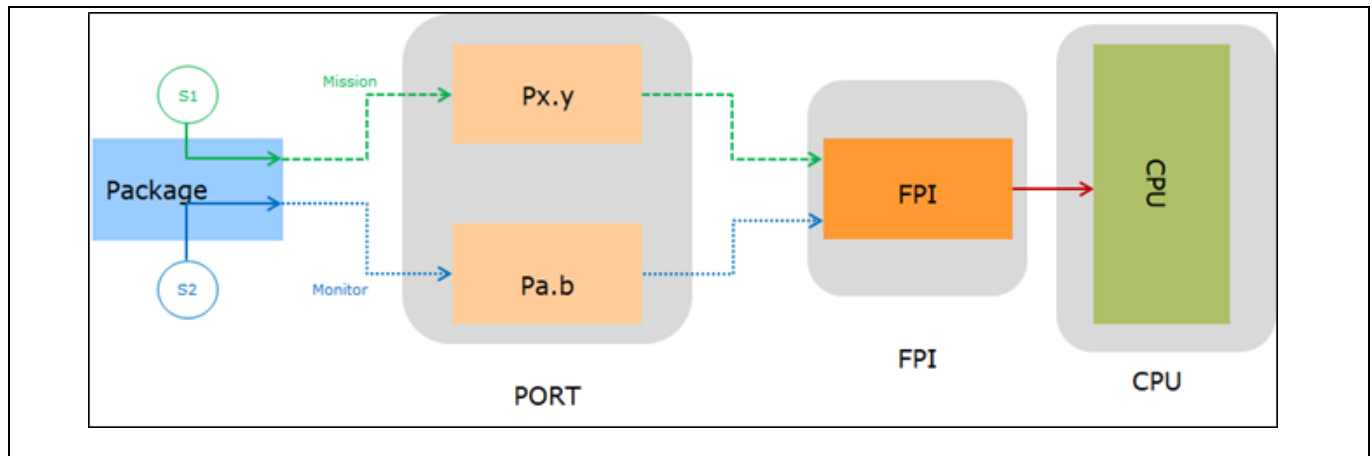 S1
Mission
Px.y
Package
FPI
CPU
S2
Monitor
Pa.b
PORT
FPI
CPU